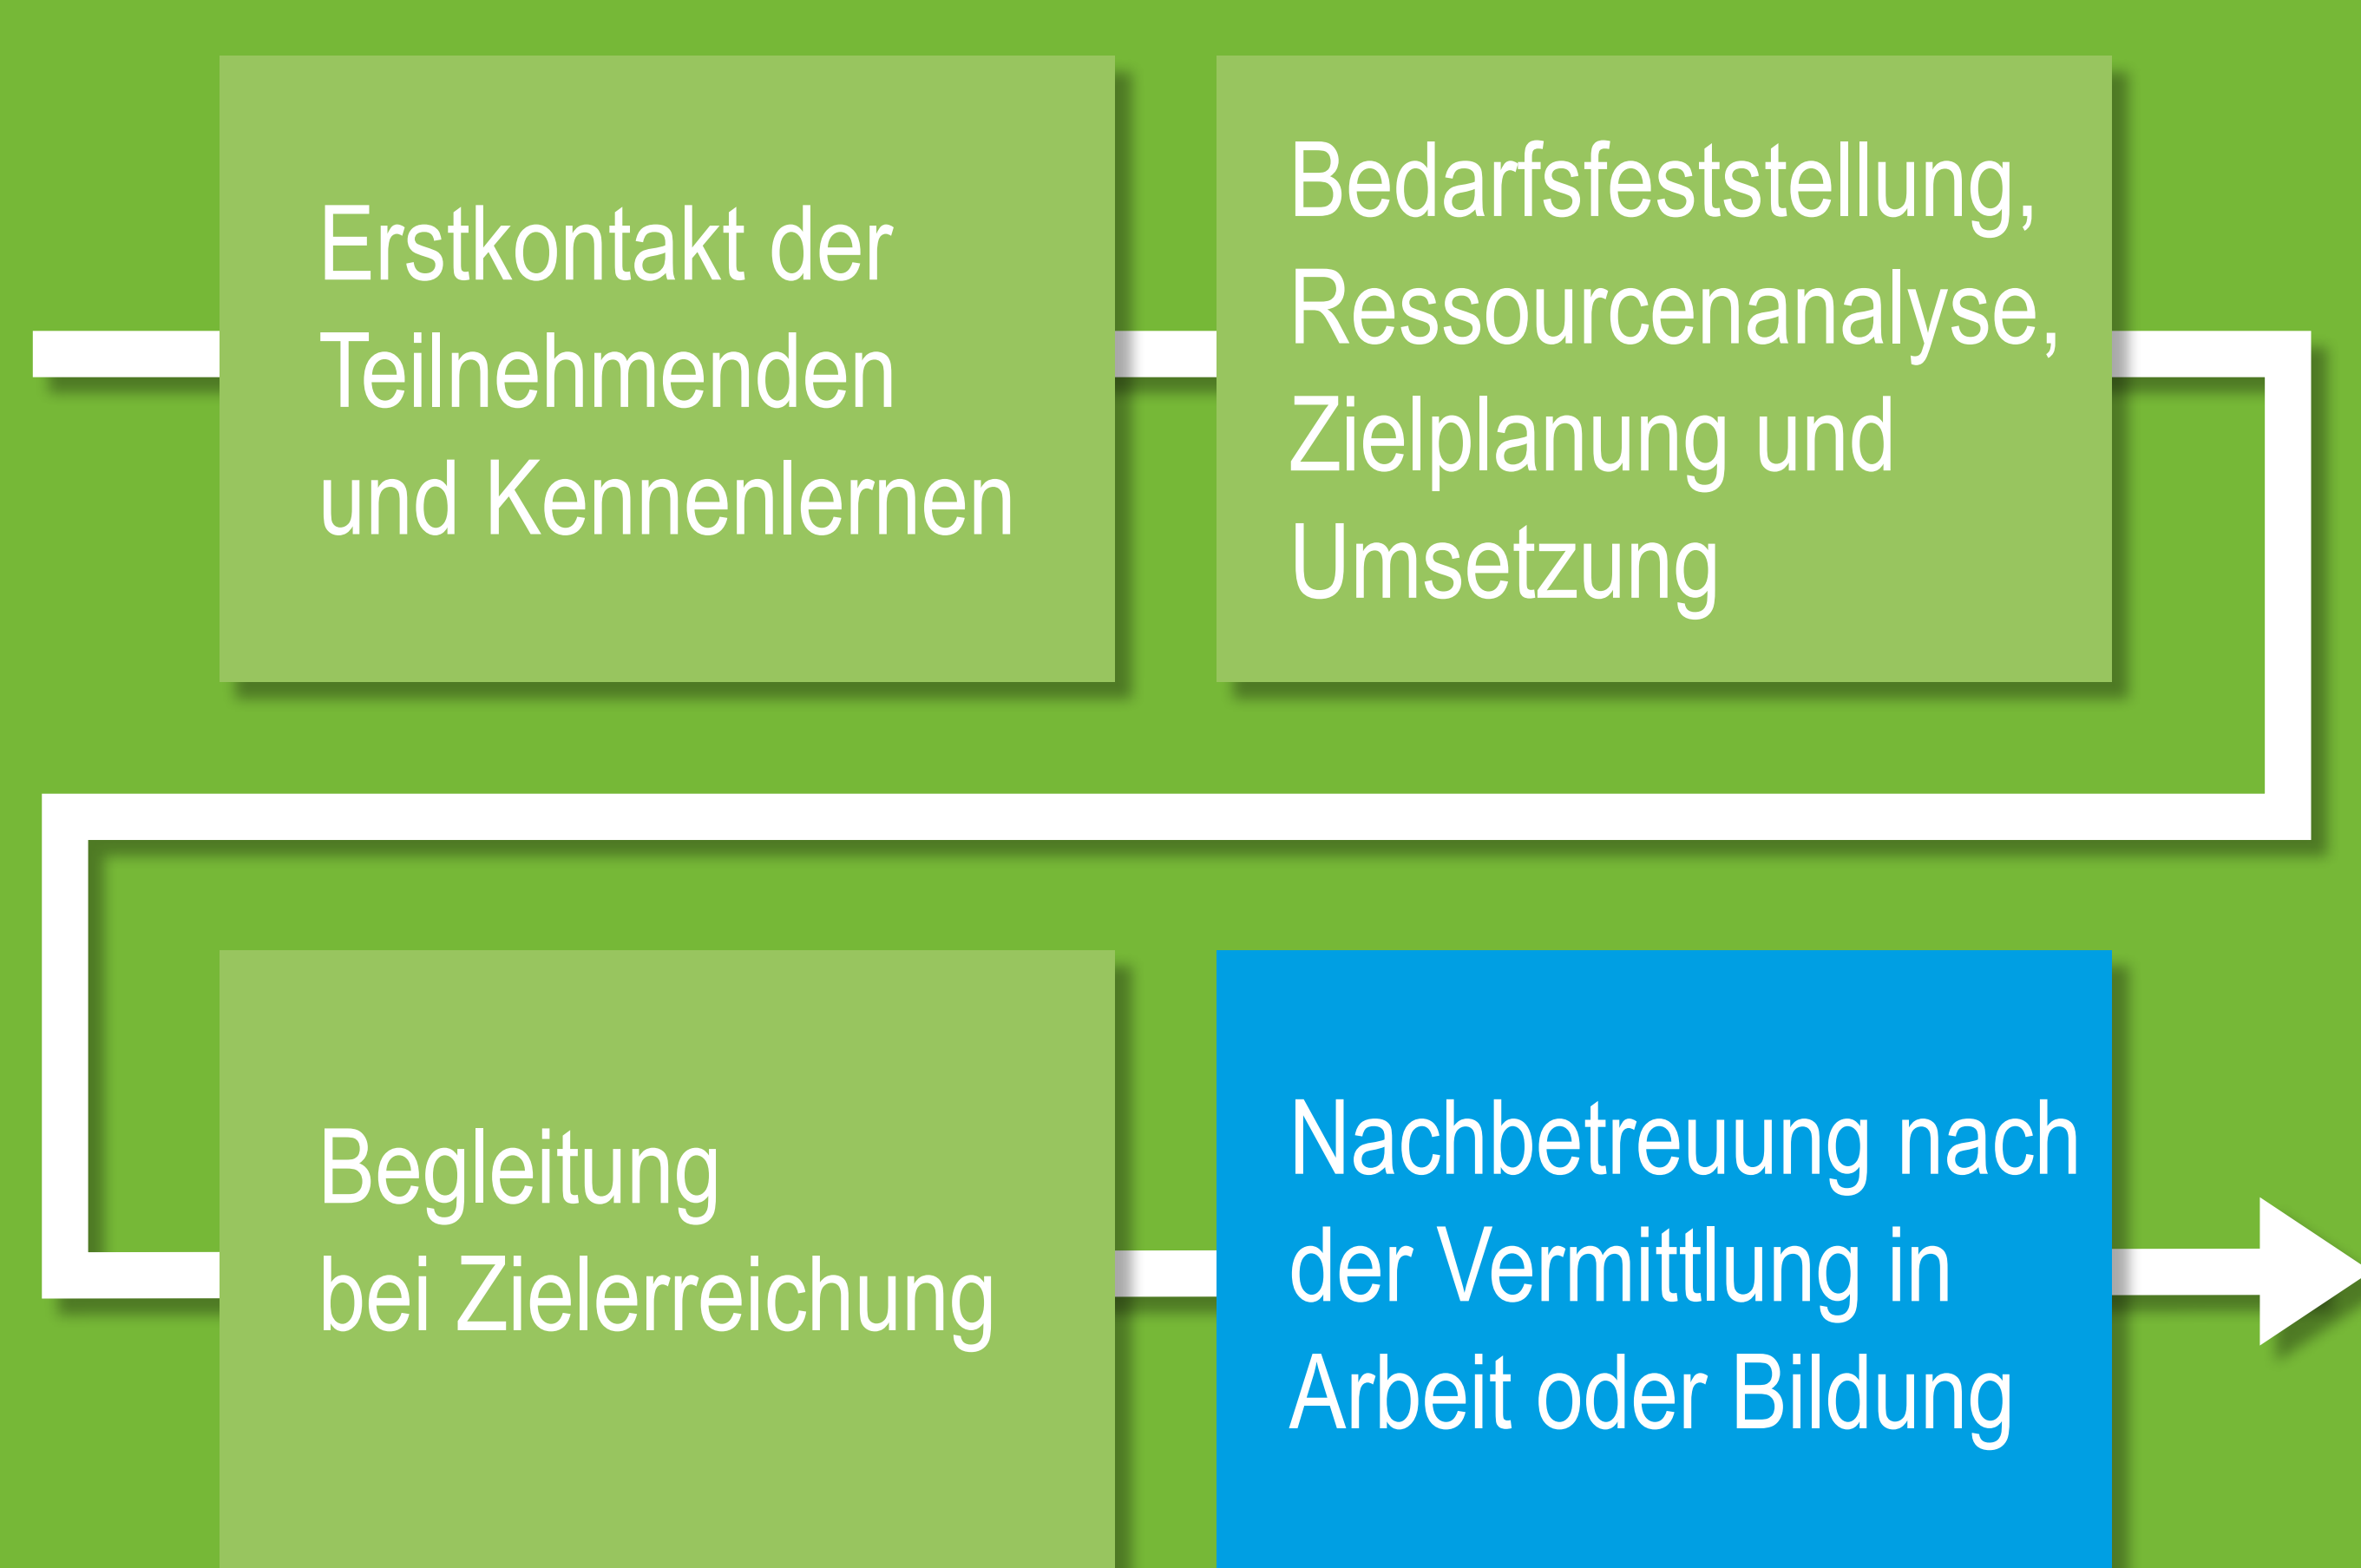 Erstkontakt der
Teilnehmenden
und Kennenlernen
Bedarfsfeststellung,
Ressourcenanalyse,
Zielplanung und
Umsetzung
Begleitung
bei Zielerreichung
Nachbetreuung nach
der Vermittlung in
Arbeit oder Bildung